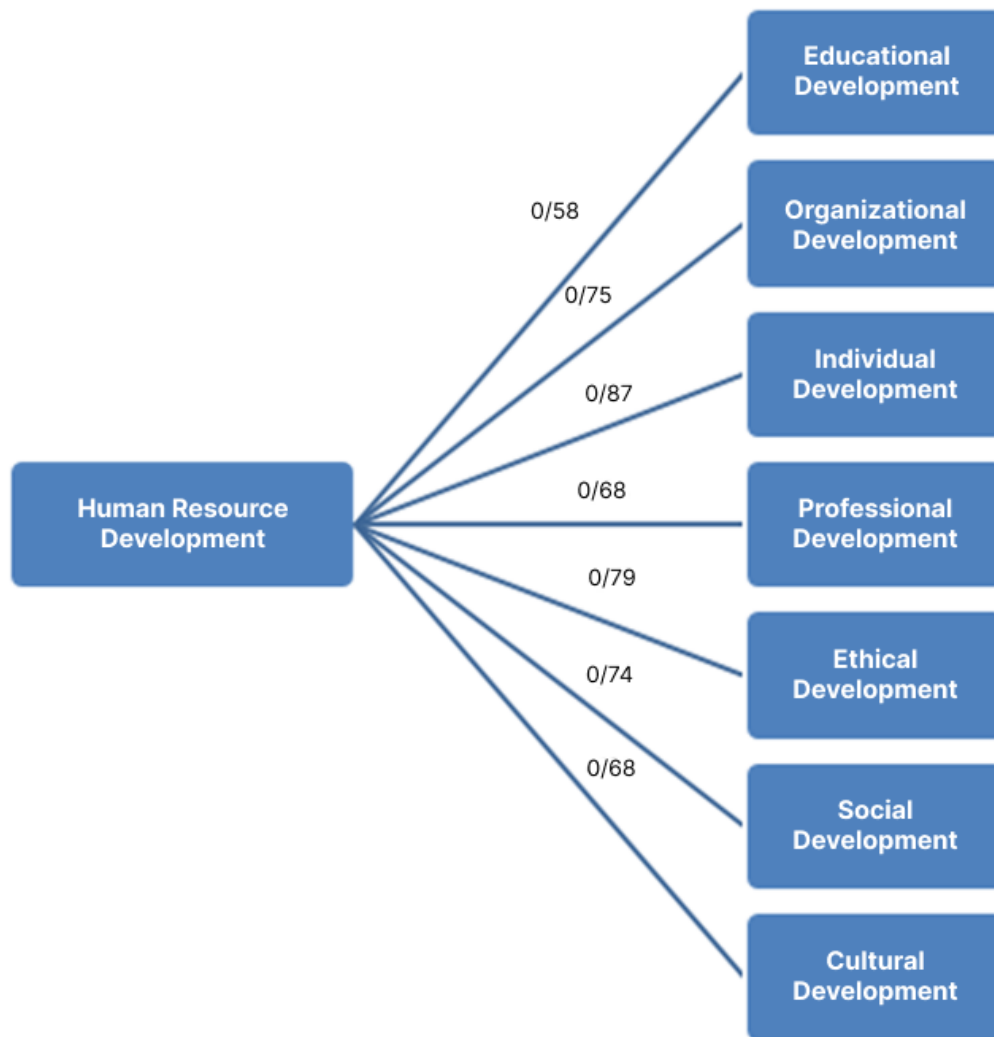 Educational
Development
0/58
Organizational
Development
0/75
Individual
Development
0/87
0/68
Human Resource
Development
Professional
Development
0/79
Ethical
Development
0/74
Social
Development
0/68
Cultural
Development